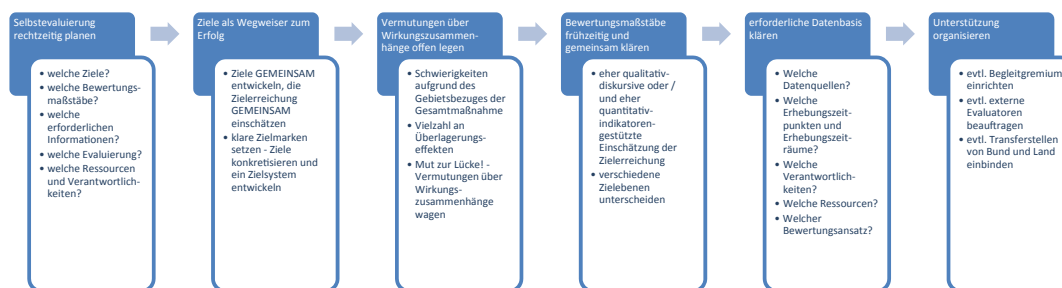 Selbstevaluierung
rechtzeitig planen
• welche Ziele?
• welche Bewertungs-
maßstäbe?
• welche
erforderlichen
Informationen?
• welche Evaluierung?
• welche Ressourcen
und Verantwortlich-
keiten?
Ziele als Wegweiser zum
Erfolg
• Ziele GEMEINSAM
entwickeln, die
Zielerreichung
GEMEINSAM
einschätzen
• klare Zielmarken
setzen - Ziele
konkretisieren und
ein Zielsystem
entwickeln
Vermutungen über
Wirkungszusammen-
hänge offen legen
• Schwierigkeiten
aufgrund des
Gebietsbezuges der
Gesamtmaßnahme
• Vielzahl an
Überlagerungs-
effekten
• Mut zur Lücke! -
Vermutungen über
Wirkungs-
zusammenhänge
wagen
Bewertungsmaßstäbe
frühzeitig und
gemeinsam klären
• eher qualitativ-
diskursive oder /
und eher
quantitativ-
indikatoren-
gestützte
Einschätzung der
Zielerreichung
• verschiedene
Zielebenen
unterscheiden
erforderliche Datenbasis
klären
• Welche
Datenquellen?
• Welche
Erhebungszeit-
punkten und
Erhebungszeit-
räume?
• Welche
Verantwortlich-
keiten?
• Welche Ressourcen?
• Welcher
Bewertungsansatz?
Unterstützung
organisieren
• evtl. Begleitgremium
einrichten
• evtl. externe
Evaluatoren
beauftragen
• evtl. Transferstellen
von Bund und Land
einbinden